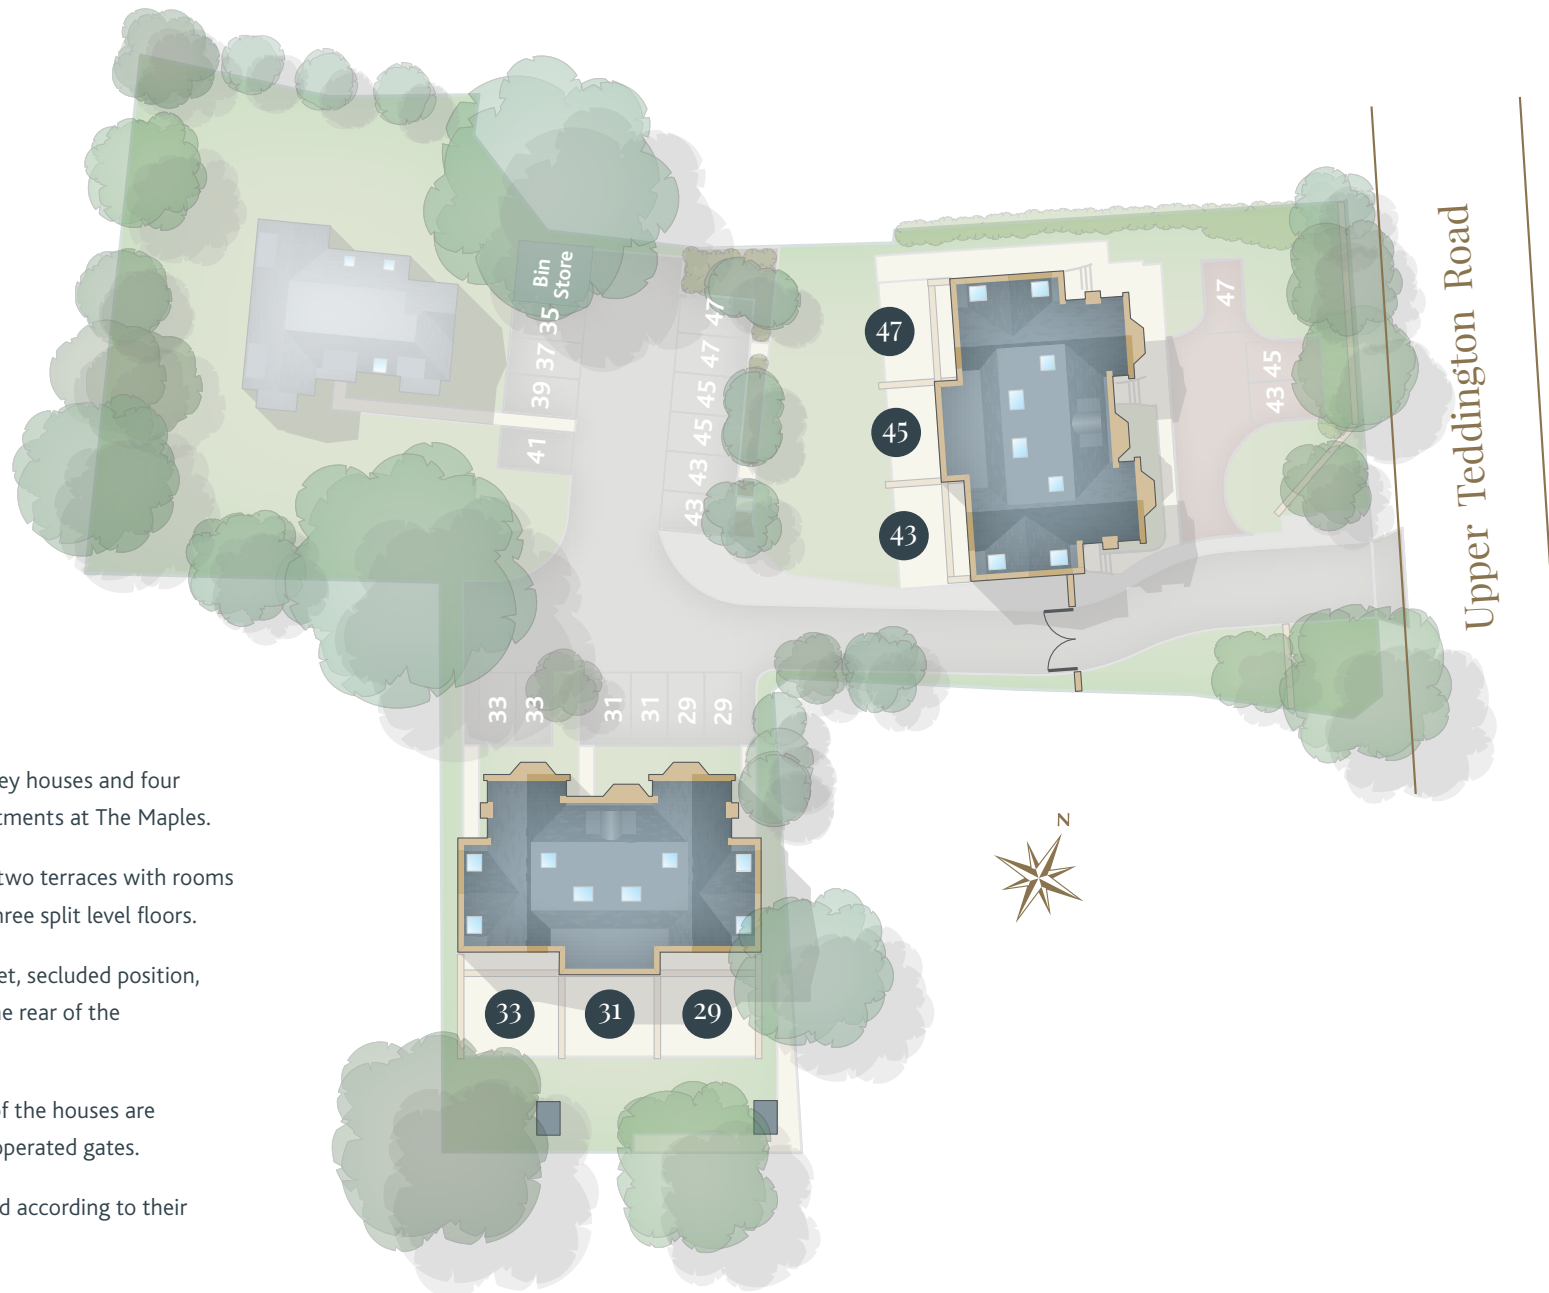 Bin
Store
35
37
39
41
47
47
45
45
43
43
47
45
43
47
45
43
Upper Teddington Road
33
33
31
31
29
29
N
33
31
29
ey houses and four
tments at The Maples.
two terraces with rooms
hree split level floors.
et, secluded position,
he rear of the
of the houses are
operated gates.
d according to their